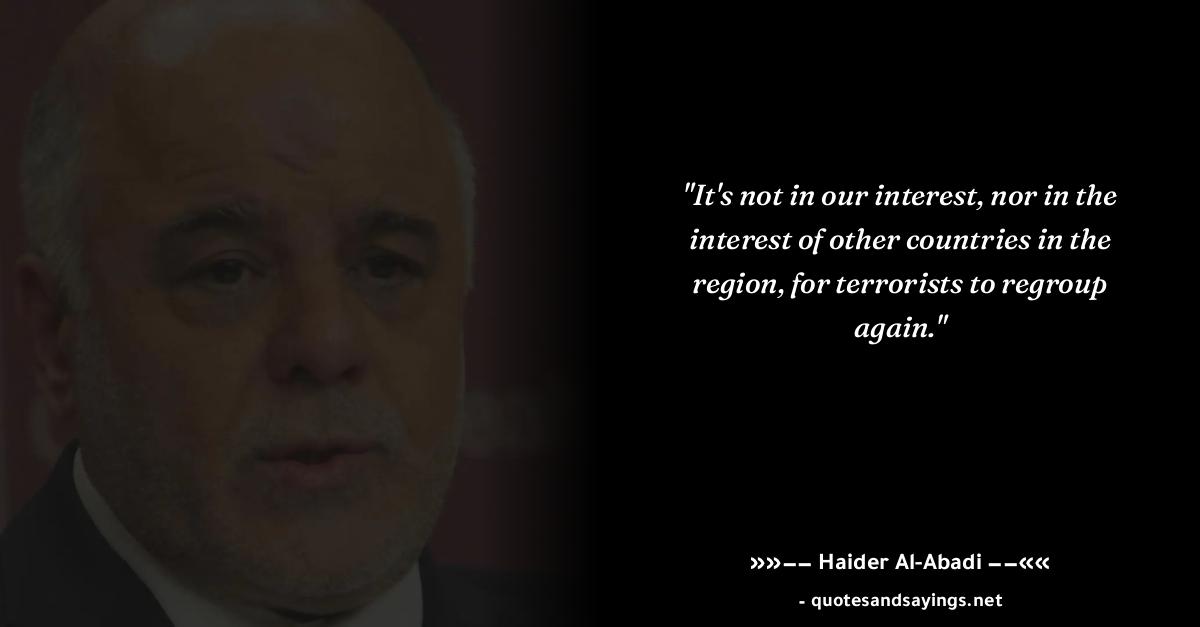 "It's not in our interest, nor in the
interest of other countries in the
region, for terrorists to regroup
again."
»»−− Haider Al-Abadi −−««
- quotesandsayings.net